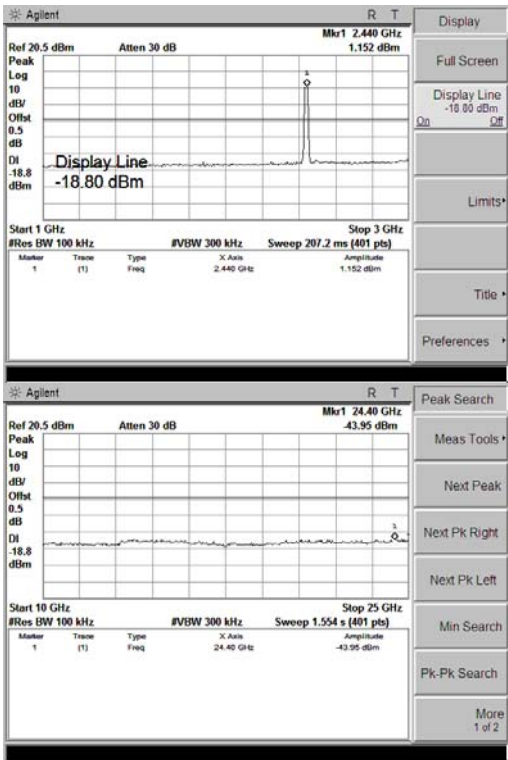 Agilent R T
Mkr1 2.440 GHz
Ref 20.5 dBm Atten 30 dB 1.152 dBm
Peak
Log
10
dB/
Offst
0.5
dB
DI
-18.8
dBm
1
Display Line
-18.80 dBm
Start 1 GHz Stop 3 GHz
#Res BW 100 kHz #VBW 300 kHz Sweep 207.2 ms (401 pts)
Marker Trace Type X Axis Amplitude
1 (1) Freq 2.440 GHz 1.152 dBm
Display
Full Screen
Display Line
-18.80 dBm
On Off
Limits
Title
Preferences
Agilent R T
Mkr1 24.40 GHz
Ref 20.5 dBm Atten 30 dB -43.95 dBm
Peak
Log
10
dB/
Offst
0.5
dB
DI
-18.8
dBm
1
Start 10 GHz Stop 25 GHz
#Res BW 100 kHz #VBW 300 kHz Sweep 1.554 s (401 pts)
Marker Trace Type X Axis Amplitude
1 (1) Freq 24.40 GHz -43.95 dBm
Peak Search
Meas Tools
Next Peak
Next Pk Right
Next Pk Left
Min Search
Pk-Pk Search
More
1 of 2